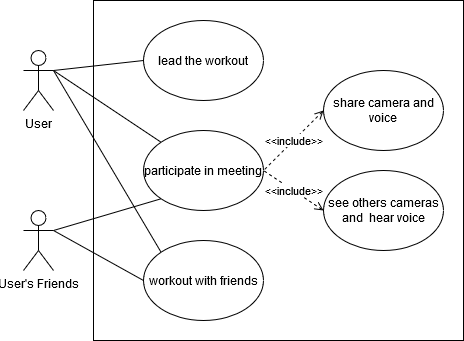 lead the workout
User
share camera and
voice
<<include>>
participate in meeting
<<include>>
see others cameras
and  hear voice
User's Friends
workout with friends